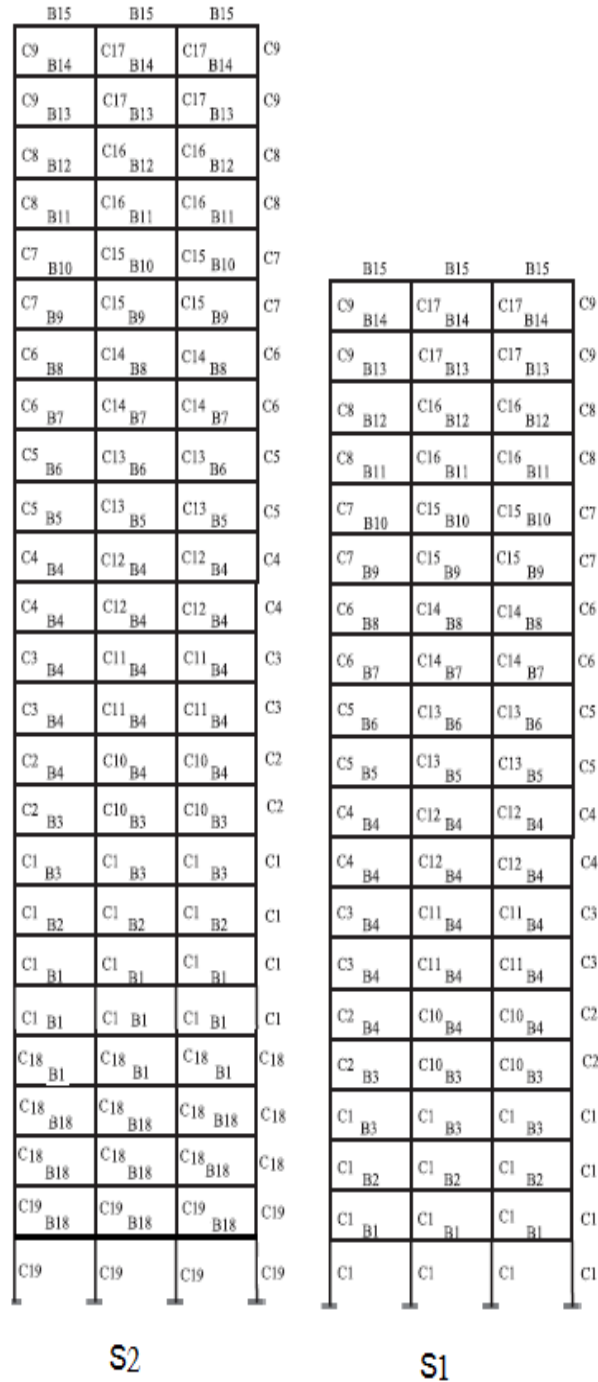 B15 B15 B15
C9 B14 C17 B14 C17 B14 C9
C9 B13 C17 B13 C17 B13 C9
C8 B12 C16 B12 C16 B12 C8
C8 B11 C16 B11 C16 B11 C8
C7 B10 C15 B10 C15 B10 C7
C7 B9 C15 B9 C15 B9 C7
C6 B8 C14 B8 C14 B8 C6
C6 B7 C14 B7 C14 B7 C6
C5 B6 C13 B6 C13 B6 C5
C5 B5 C13 B5 C13 B5 C5
C4 B4 C12 B4 C12 B4 C4
C4 B4 C12 B4 C12 B4 C4
C3 B4 C11 B4 C11 B4 C3
C3 B4 C11 B4 C11 B4 C3
C2 B4 C10 B4 C10 B4 C2
C2 B3 C10 B3 C10 B3 C2
C1 B3 C1 B3 C1 B3 C1
C1 B2 C1 B2 C1 B2 C1
C1 B1 C1 B1 C1 B1 C1
C1 B1 C1 B1 C1 B1 C1
C18 B1 C18 B1 C18 B1 C18
C18 B18 C18 B18 C18 B18 C18
C18 B18 C18 B18 C18 B18 C18
C19 B18 C19 B18 C19 B18 C19
C19 C19 C19 C19
S2
B15 B15 B15
C9 B14 C17 B14 C17 B14 C9
C9 B13 C17 B13 C17 B13 C9
C8 B12 C16 B12 C16 B12 C8
C8 B11 C16 B11 C16 B11 C8
C7 B10 C15 B10 C15 B10 C7
C7 B9 C15 B9 C15 B9 C7
C6 B8 C14 B8 C14 B8 C6
C6 B7 C14 B7 C14 B7 C6
C5 B6 C13 B6 C13 B6 C5
C5 B5 C13 B5 C13 B5 C5
C4 B4 C12 B4 C12 B4 C4
C4 B4 C12 B4 C12 B4 C4
C3 B4 C11 B4 C11 B4 C3
C3 B4 C11 B4 C11 B4 C3
C2 B4 C10 B4 C10 B4 C2
C2 B3 C10 B3 C10 B3 C2
C1 B3 C1 B3 C1 B3 C1
C1 B2 C1 B2 C1 B2 C1
C1 B1 C1 B1 C1 B1 C1
C1 C1 C1 C1
S1